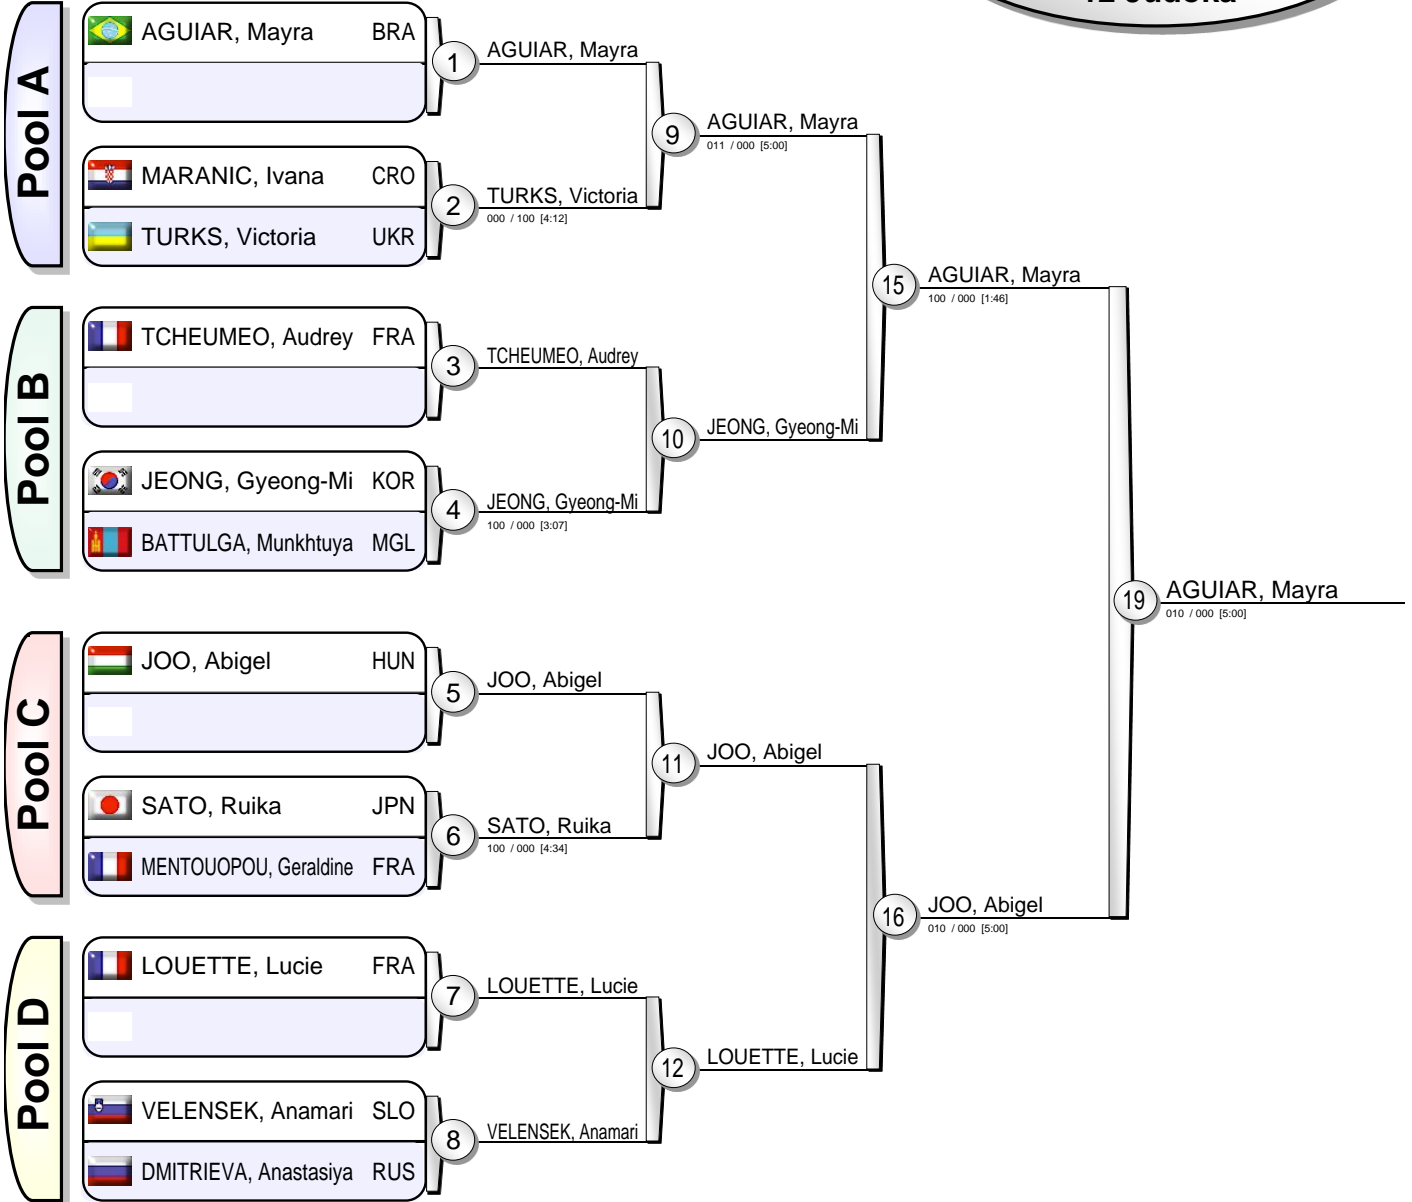 12 Judoka
Pool A
AGUIAR, Mayra BRA
MARANIC, Ivana CRO
TURKS, Victoria UKR
1
AGUIAR, Mayra
2
TURKS, Victoria
000 / 100 [4:12]
9
AGUIAR, Mayra
011 / 000 [5:00]
Pool B
TCHEUMEO, Audrey FRA
JEONG, Gyeong-Mi KOR
BATTULGA, Munkhtuya MGL
3
TCHEUMEO, Audrey
4
JEONG, Gyeong-Mi
100 / 000 [3:07]
10
JEONG, Gyeong-Mi
15
AGUIAR, Mayra
100 / 000 [1:46]
Pool C
JOO, Abigel HUN
SATO, Ruika JPN
MENTOUOPOU, Geraldine FRA
5
JOO, Abigel
6
SATO, Ruika
100 / 000 [4:34]
11
JOO, Abigel
Pool D
LOUETTE, Lucie FRA
VELENSEK, Anamari SLO
DMITRIEVA, Anastasiya RUS
7
LOUETTE, Lucie
8
VELENSEK, Anamari
12
LOUETTE, Lucie
16
JOO, Abigel
010 / 000 [5:00]
19
AGUIAR, Mayra
010 / 000 [5:00]